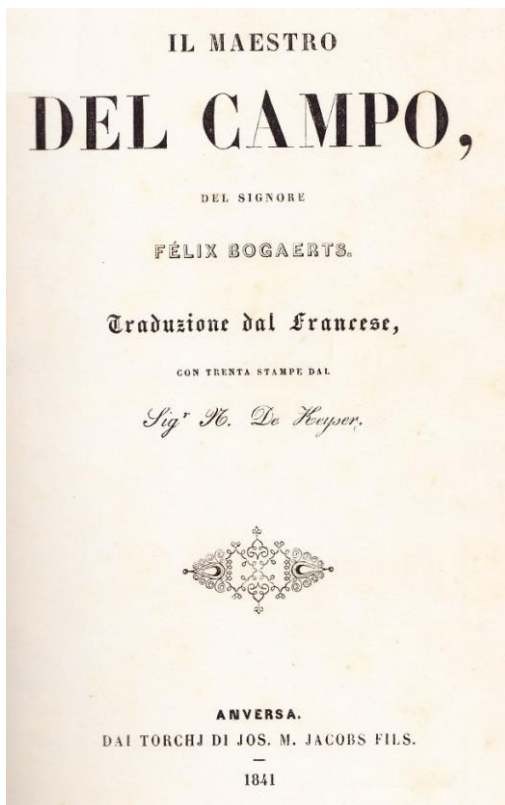 IL MAESTRO
DEL CAMPO,
DEL SIGNORE
FÉLIX BOGAERTS.
Traduzione dal Francese,
CON TRENTA STAMPE DAL
Sigʳ N. De Keyser.
ANVERSA.
DAI TORCHJ DI JOS. M. JACOBS FILS.
1841